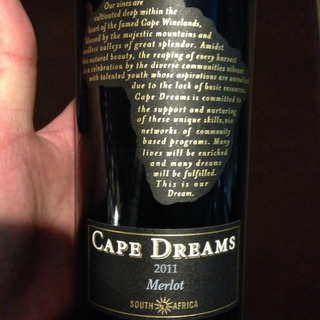 Our vines are
cultivated deep within the
heart of the famed Cape Winelands,
blessed by the majestic mountains and
endless valleys of great splendor. Amidst
this natural beauty, the reaping of every harvest
is a celebration by the diverse communities vibrant
with talented youth whose aspirations are unrealized
due to the lack of basic resources.
Cape Dreams is committed to
the support and nurturing
of these unique skills, via
networks of community
based programs. Many
lives will be enriched
and many dreams
will be fulfilled.
This is our
Dream.
CAPE DREAMS
2011
Merlot
SOUTH AFRICA